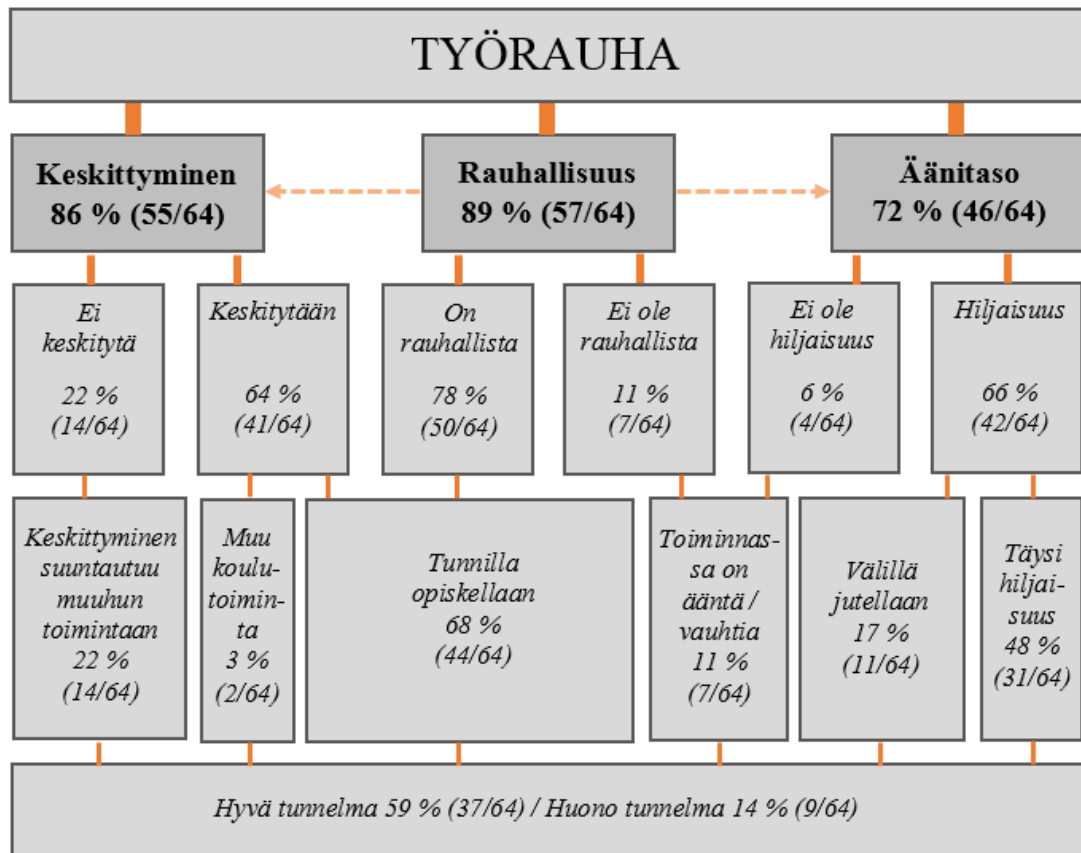 TYÖRAUHA
Keskittyminen
86 % (55/64)
Rauhallisuus
89 % (57/64)
Äänitaso
72 % (46/64)
Ei
keskitytä
22 %
(14/64)
Keskitytään
64 %
(41/64)
On
rauhallista
78 %
(50/64)
Ei ole
rauhallista
11 %
(7/64)
Ei ole
hiljaisuus
6 %
(4/64)
Hiljaisuus
66 %
(42/64)
Keskittyminen
suuntautuu
muuhun
toimintaan
22 %
(14/64)
Muu
koulu-
toimin-
ta
3 %
(2/64)
Tunnilla
opiskellaan
68 %
(44/64)
Toiminnas-
sa on
ääntä /
vauhtia
11 %
(7/64)
Välillä
jutellaan
17 %
(11/64)
Täysi
hiljai-
suus
48 %
(31/64)
Hyvä tunnelma 59 % (37/64) / Huono tunnelma 14 % (9/64)